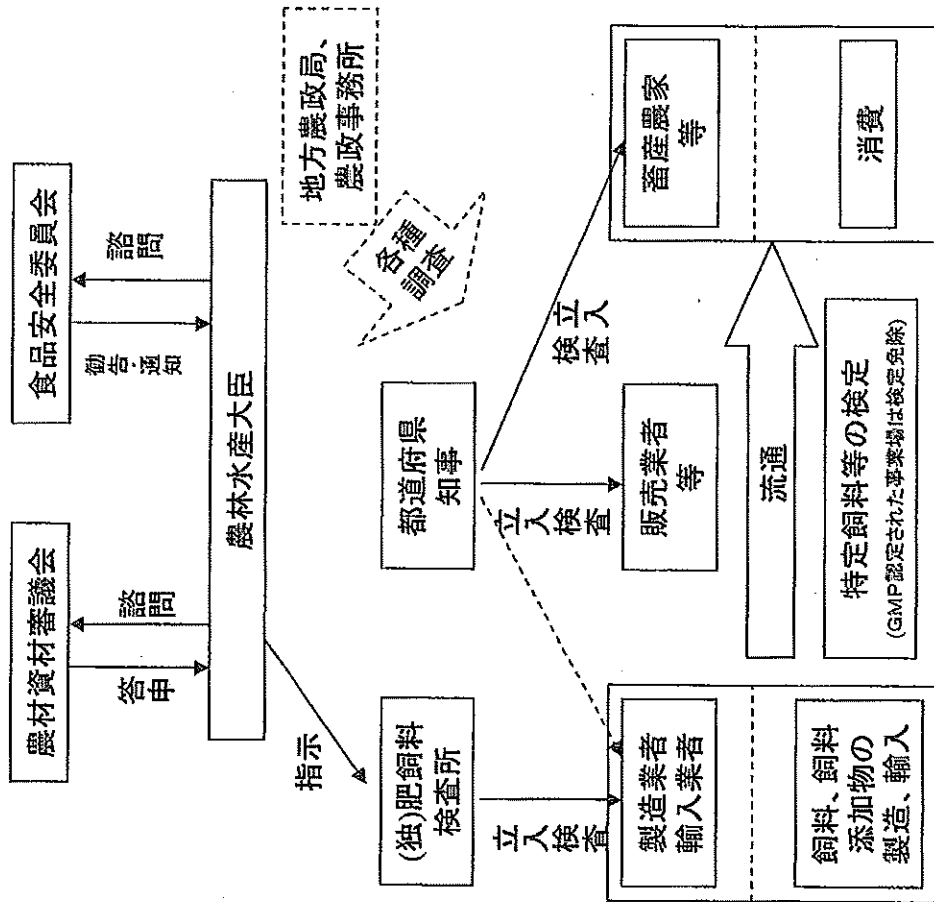 農材資材審議会
食品安全委員会
答申
諮問
勧告・通知
諮問
農林水産大臣
地方農政局、
農政事務所
指示
各種
調査
(独)肥飼料
検査所
都道府県
知事
立入
検査
立入
検査
立入
検査
製造業者
輸入業者
販売業者
等
畜産農家
等
飼料、飼料
添加物の
製造、輸入
流通
特定飼料等の検定
(GMP認定された事業場は検定免除)
消費